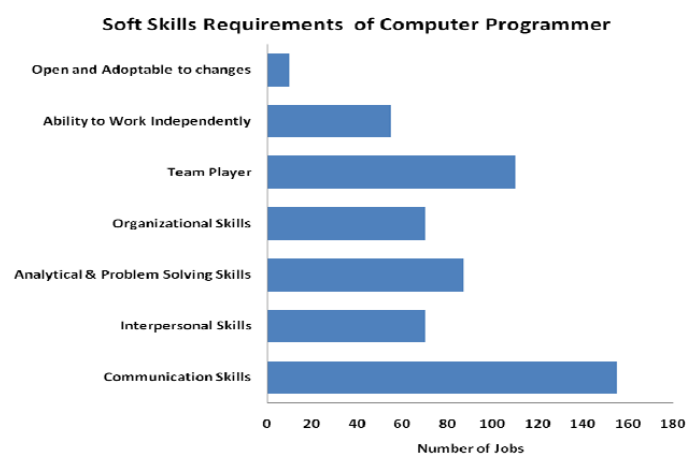 Soft Skills Requirements of Computer Programmer
Open and Adoptable to changes
Ability to Work Independently
Team Player
Organizational Skills
Analytical & Problem Solving Skills
Interpersonal Skills
Communication Skills
0 20 40 60 80 100 120 140 160 180
Number of Jobs